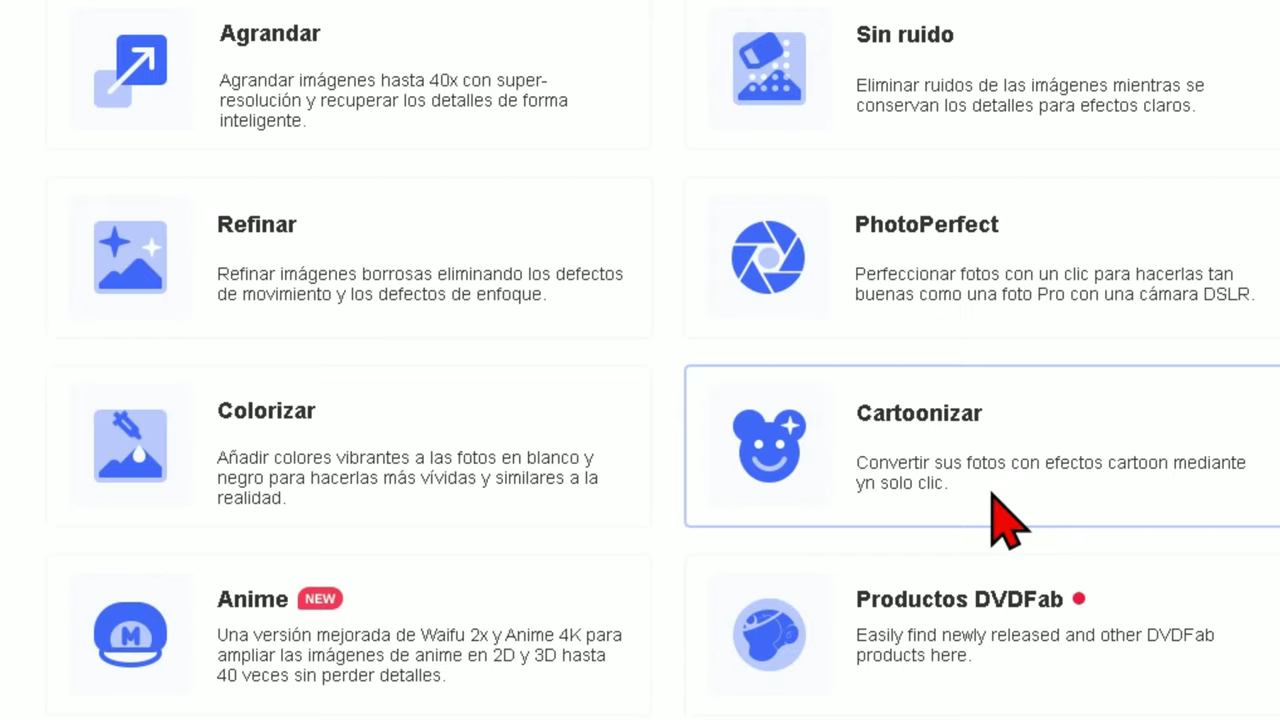 Agrandar
Agrandar imágenes hasta 40x con super-
resolución y recuperar los detalles de forma
inteligente.
Sin ruido
Eliminar ruidos de las imágenes mientras se
conservan los detalles para efectos claros.
Refinar
Refinar imágenes borrosas eliminando los defectos
de movimiento y los defectos de enfoque.
PhotoPerfect
Perfeccionar fotos con un clic para hacerlas tan
buenas como una foto Pro con una cámara DSLR.
Colorizar
Añadir colores vibrantes a las fotos en blanco y
negro para hacerlas más vívidas y similares a la
realidad.
Cartoonizar
Convertir sus fotos con efectos cartoon mediante
yn solo clic.
Anime NEW
Una versión mejorada de Waifu 2x y Anime 4K para
ampliar las imágenes de anime en 2D y 3D hasta
40 veces sin perder detalles.
M
Productos DVDFab
Easily find newly released and other DVDFab
products here.